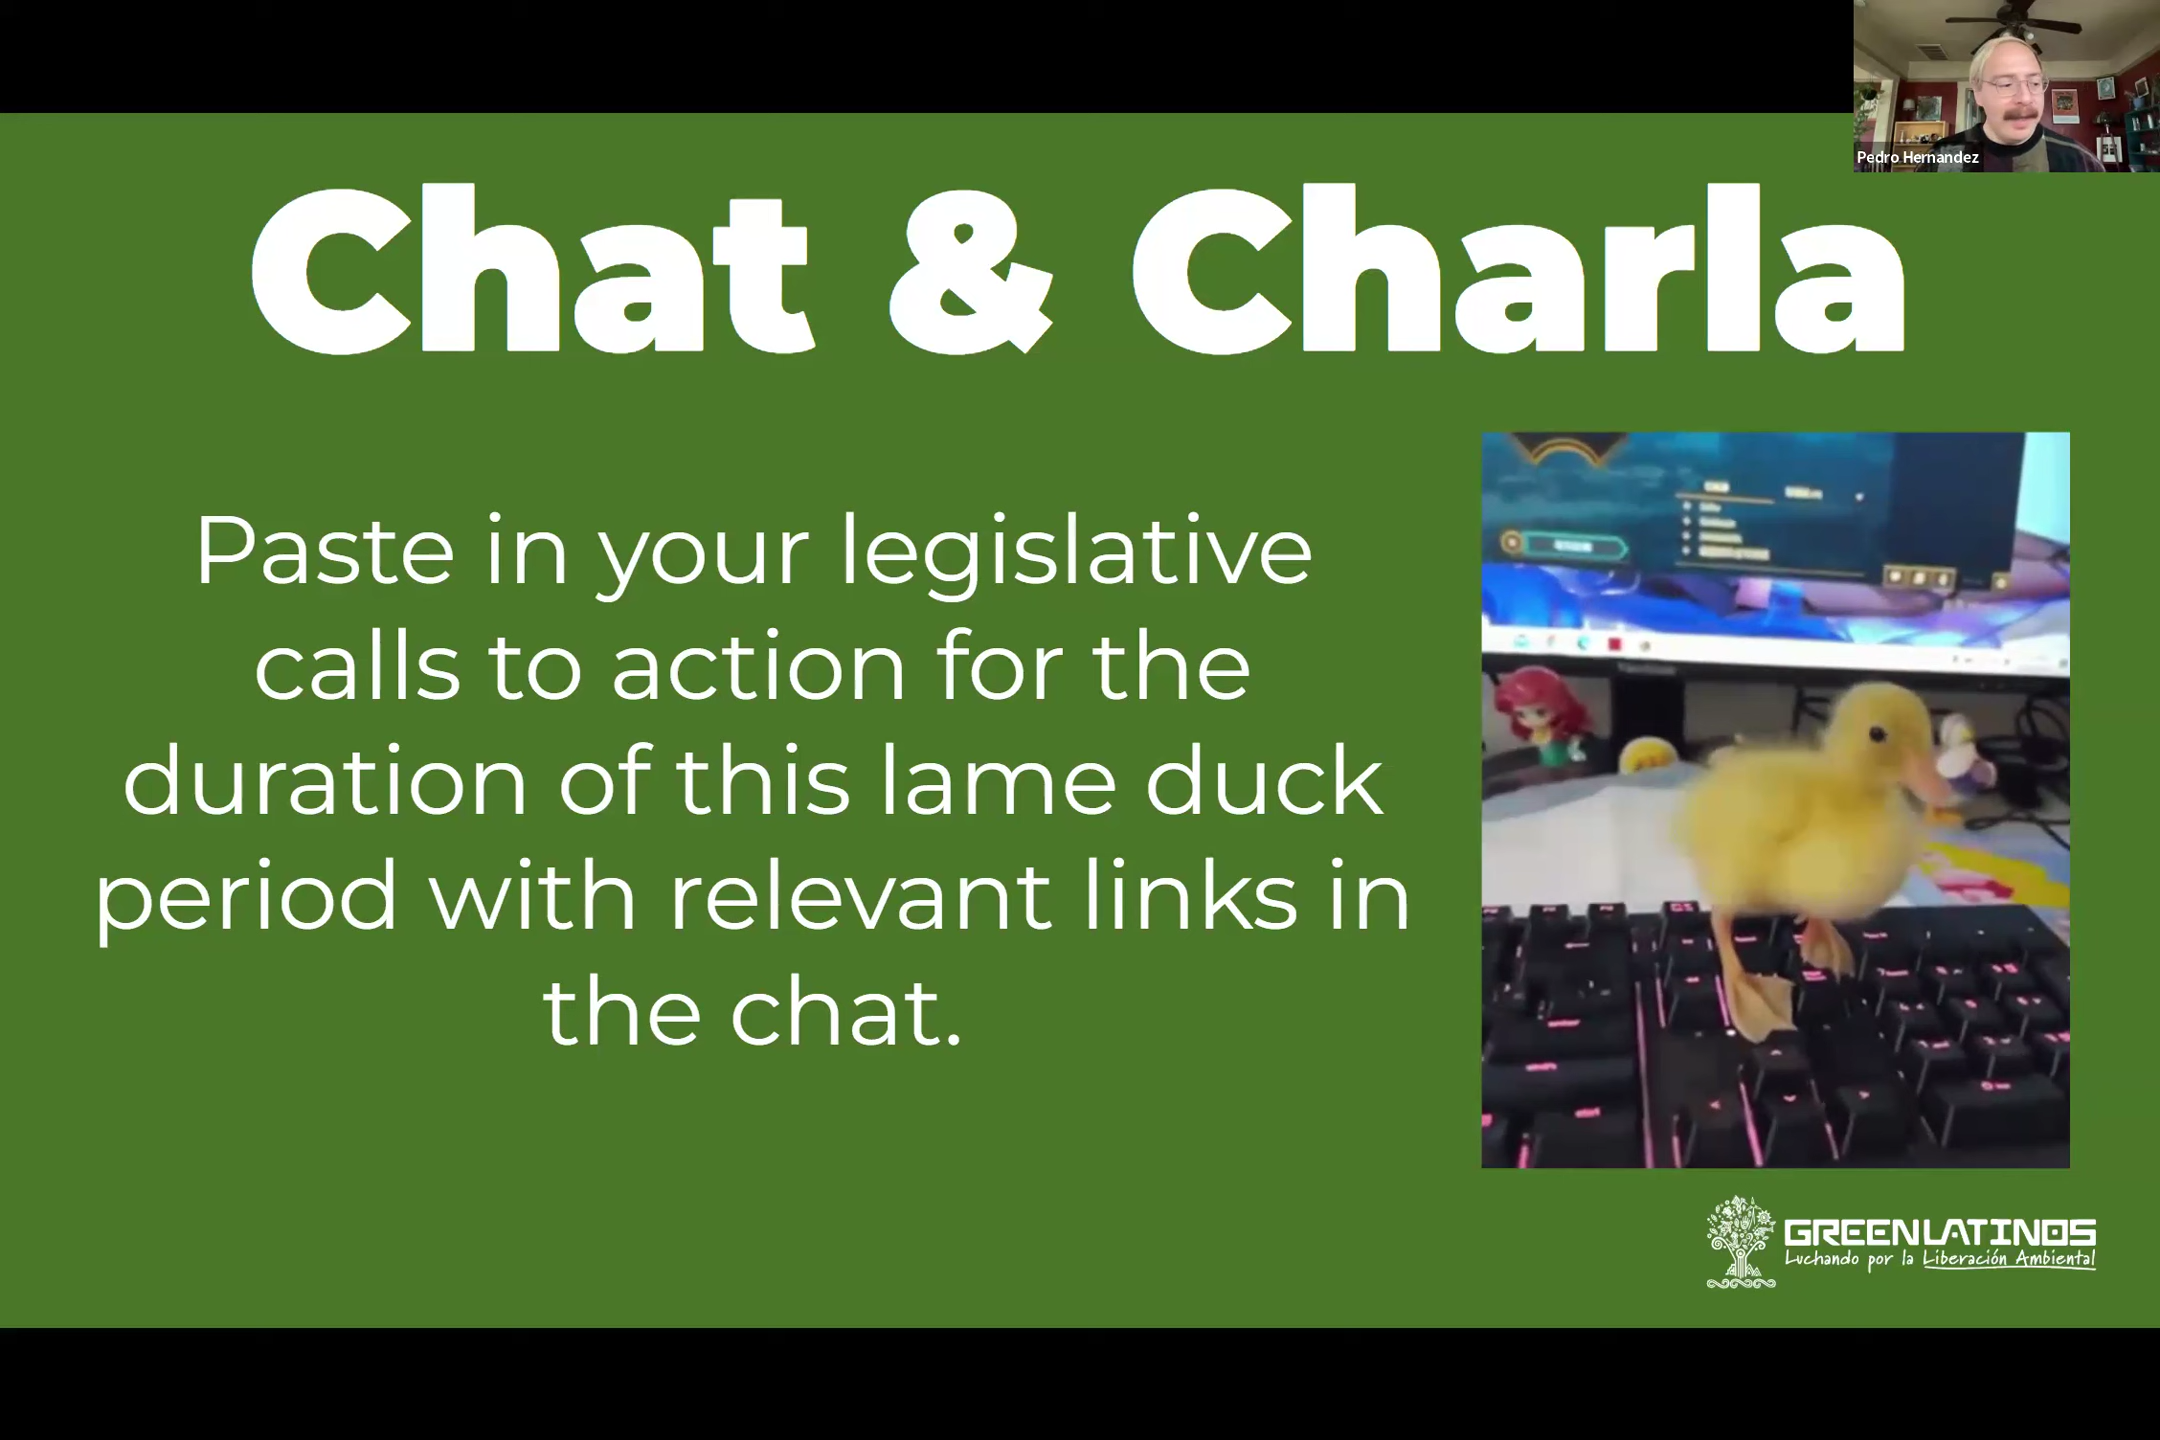 Pedro Hernandez
Chat & Charla
Paste in your legislative
calls to action for the
duration of this lame duck
period with relevant links in
the chat.
GREENLATINOS
Luchando por la Liberación Ambiental